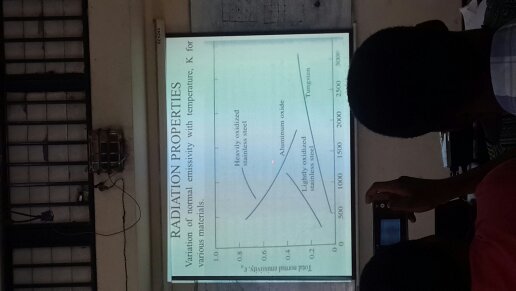 RADIATION PROPERTIES
Variation of normal emissivity with temperature, K for
various materials.
1.0
0.8
0.6
0.4
0.2
0
Total normal emissivity, εn
Heavily oxidized
stainless steel
Aluminum oxide
Lightly oxidized
stainless steel
Tungsten
0
500
1000
1500
2000
2500
3000